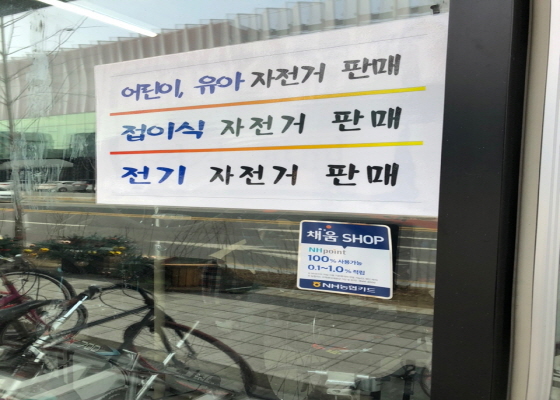 어린이, 유아 자전거 판매
접이식 자전거 판매
전기 자전거 판매
채움 SHOP
NHpoint
100% 사용가능
0.1~1.0% 적립
NH농협카드